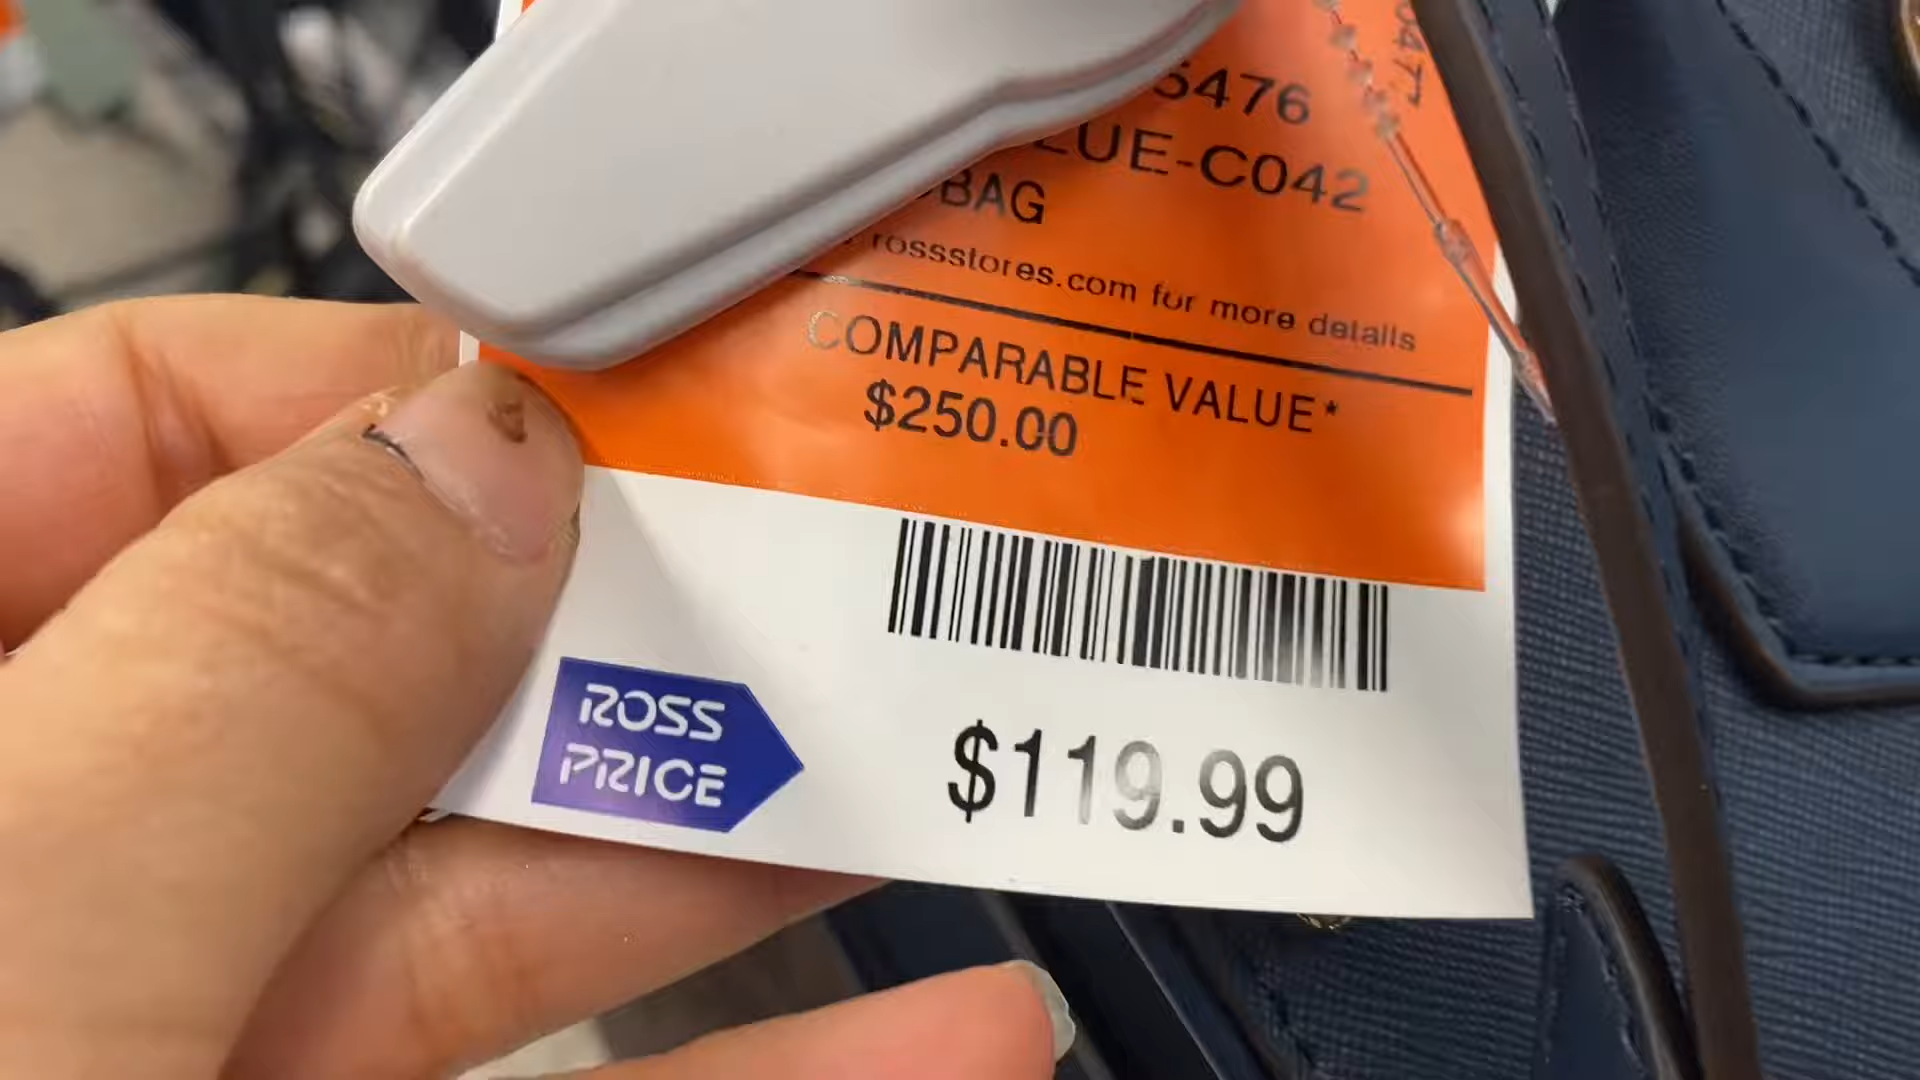 5476
LUE-C042
BAG
rossstores.com for more details
COMPARABLE VALUE*
$250.00
ROSS
PRICE
$119.99